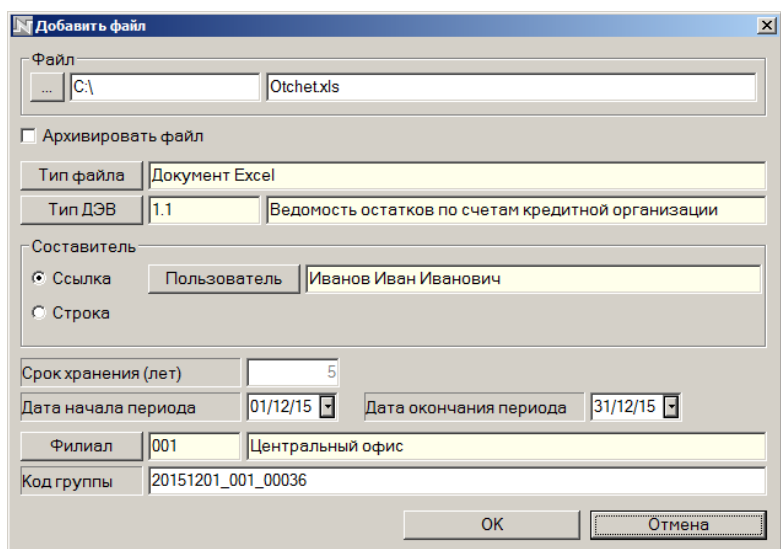 Добавить файл
Файл
... C:\ Otchet.xls
Архивировать файл
Тип файла Документ Excel
Тип ДЭВ 1.1 Ведомость остатков по счетам кредитной организации
Составитель
Ссылка Пользователь Иванов Иван Иванович
Строка
Срок хранения (лет) 5
Дата начала периода 01/12/15 Дата окончания периода 31/12/15
Филиал 001 Центральный офис
Код группы 20151201_001_00036
OK Отмена